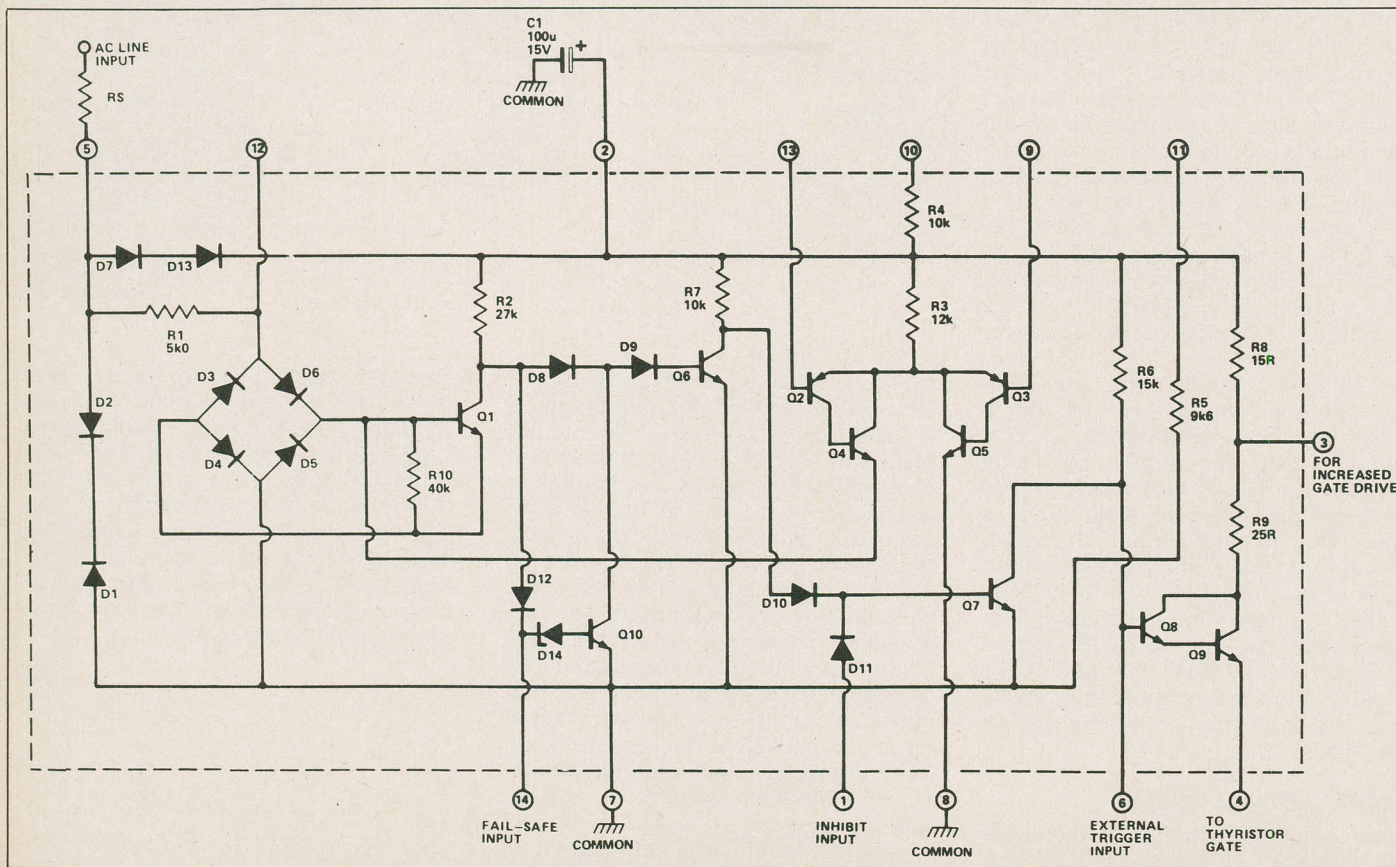 C1
100u
15V
+
COMMON
AC LINE
INPUT
RS
5
12
2
13
10
9
11
R4
10k
D7
D13
R1
5k0
R2
27k
R7
10k
R3
12k
R8
15R
D3
D6
D8
D9
Q6
Q2
Q3
R6
15k
R5
9k6
D2
Q1
D4
D5
R10
40k
Q4
Q5
3
FOR
INCREASED
GATE DRIVE
R9
25R
D1
D12
D14
Q10
D10
Q7
D11
Q8
Q9
14
7
1
8
6
4
FAIL-SAFE
INPUT
COMMON
INHIBIT
INPUT
COMMON
EXTERNAL
TRIGGER
INPUT
TO
THYRISTOR
GATE